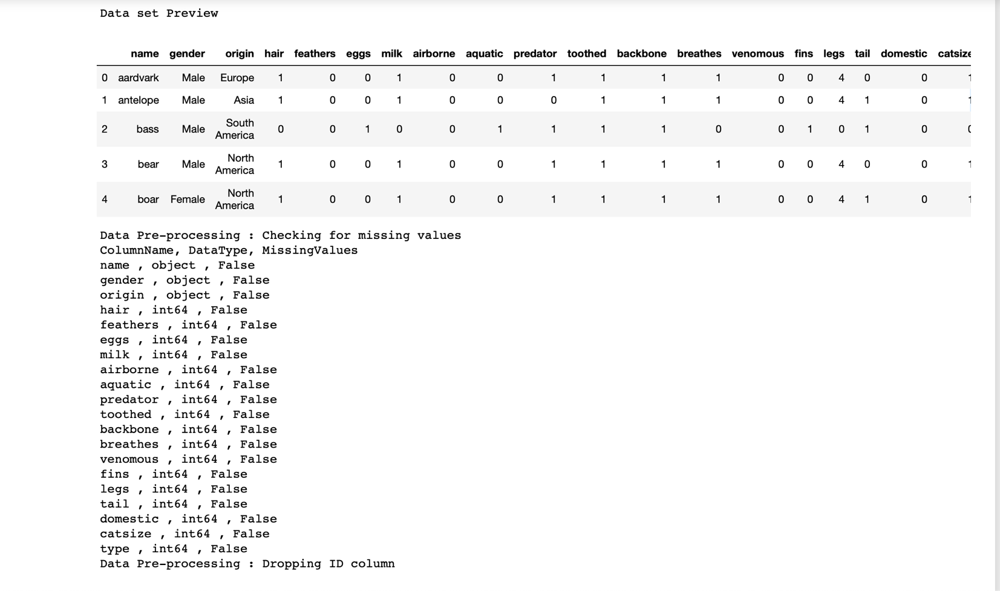 Data set Preview
name gender origin hair feathers eggs milk airborne aquatic predator toothed backbone breathes venomous fins legs tail domestic catsize
0 aardvark Male Europe 1 0 0 1 0 0 1 1 1 1 0 0 4 0 0 1
1 antelope Male Asia 1 0 0 1 0 0 0 1 1 1 0 0 4 1 0 1
2 bass Male South America 0 0 1 0 0 1 1 1 1 0 0 1 0 1 0 0
3 bear Male North America 1 0 0 1 0 0 1 1 1 1 0 0 4 0 0 1
4 boar Female North America 1 0 0 1 0 0 1 1 1 1 0 0 4 1 0 1
Data Pre-processing : Checking for missing values
ColumnName, DataType, MissingValues
name , object , False
gender , object , False
origin , object , False
hair , int64 , False
feathers , int64 , False
eggs , int64 , False
milk , int64 , False
airborne , int64 , False
aquatic , int64 , False
predator , int64 , False
toothed , int64 , False
backbone , int64 , False
breathes , int64 , False
venomous , int64 , False
fins , int64 , False
legs , int64 , False
tail , int64 , False
domestic , int64 , False
catsize , int64 , False
type , int64 , False
Data Pre-processing : Dropping ID column